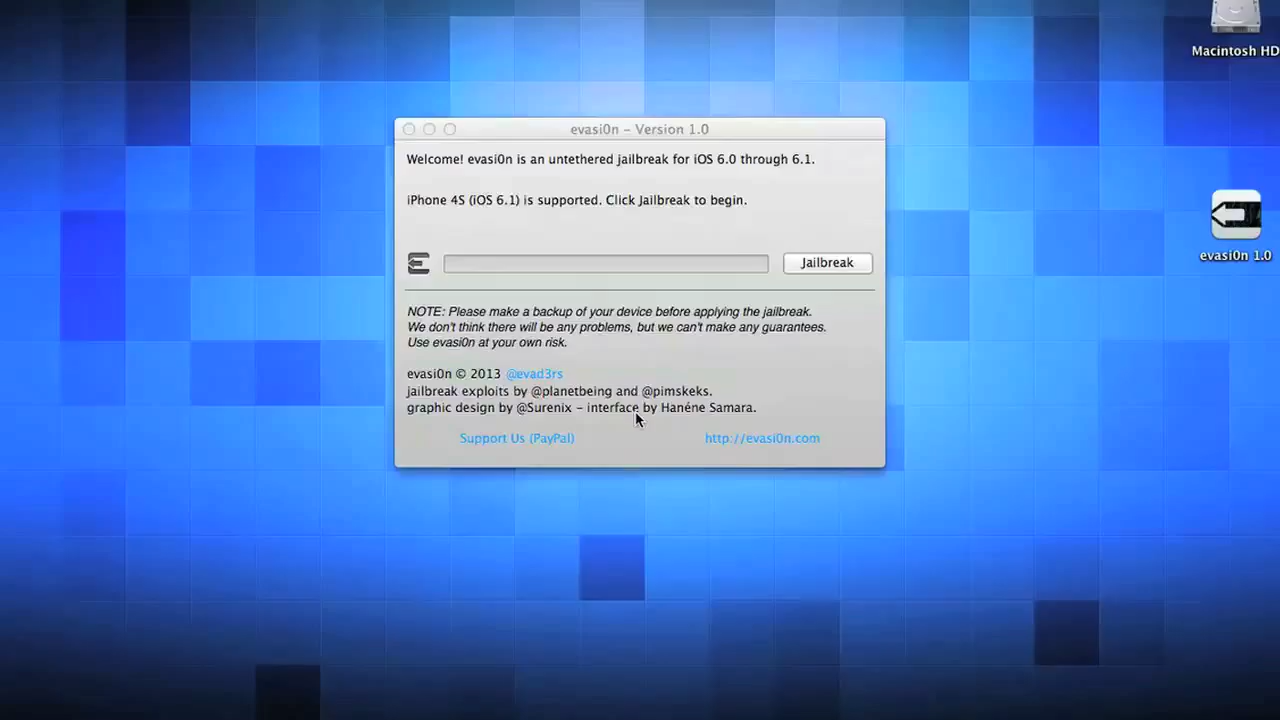 Macintosh HD
evasi0n – Version 1.0
Welcome! evasi0n is an untethered jailbreak for iOS 6.0 through 6.1.
iPhone 4S (iOS 6.1) is supported. Click Jailbreak to begin.
Jailbreak
evasi0n 1.0
NOTE: Please make a backup of your device before applying the jailbreak.
We don't think there will be any problems, but we can't make any guarantees.
Use evasi0n at your own risk.
evasi0n © 2013 @evad3rs
jailbreak exploits by @planetbeing and @pimskeks.
graphic design by @Surenix – interface by Hanéne Samara.
Support Us (PayPal)
http://evasi0n.com